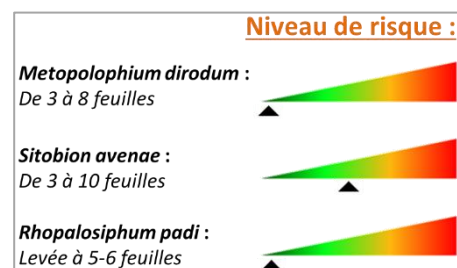 Niveau de risque :
Metopolophium dirodum :
De 3 à 8 feuilles
Sitobion avenae :
De 3 à 10 feuilles
Rhopalosiphum padi :
Levée à 5-6 feuilles